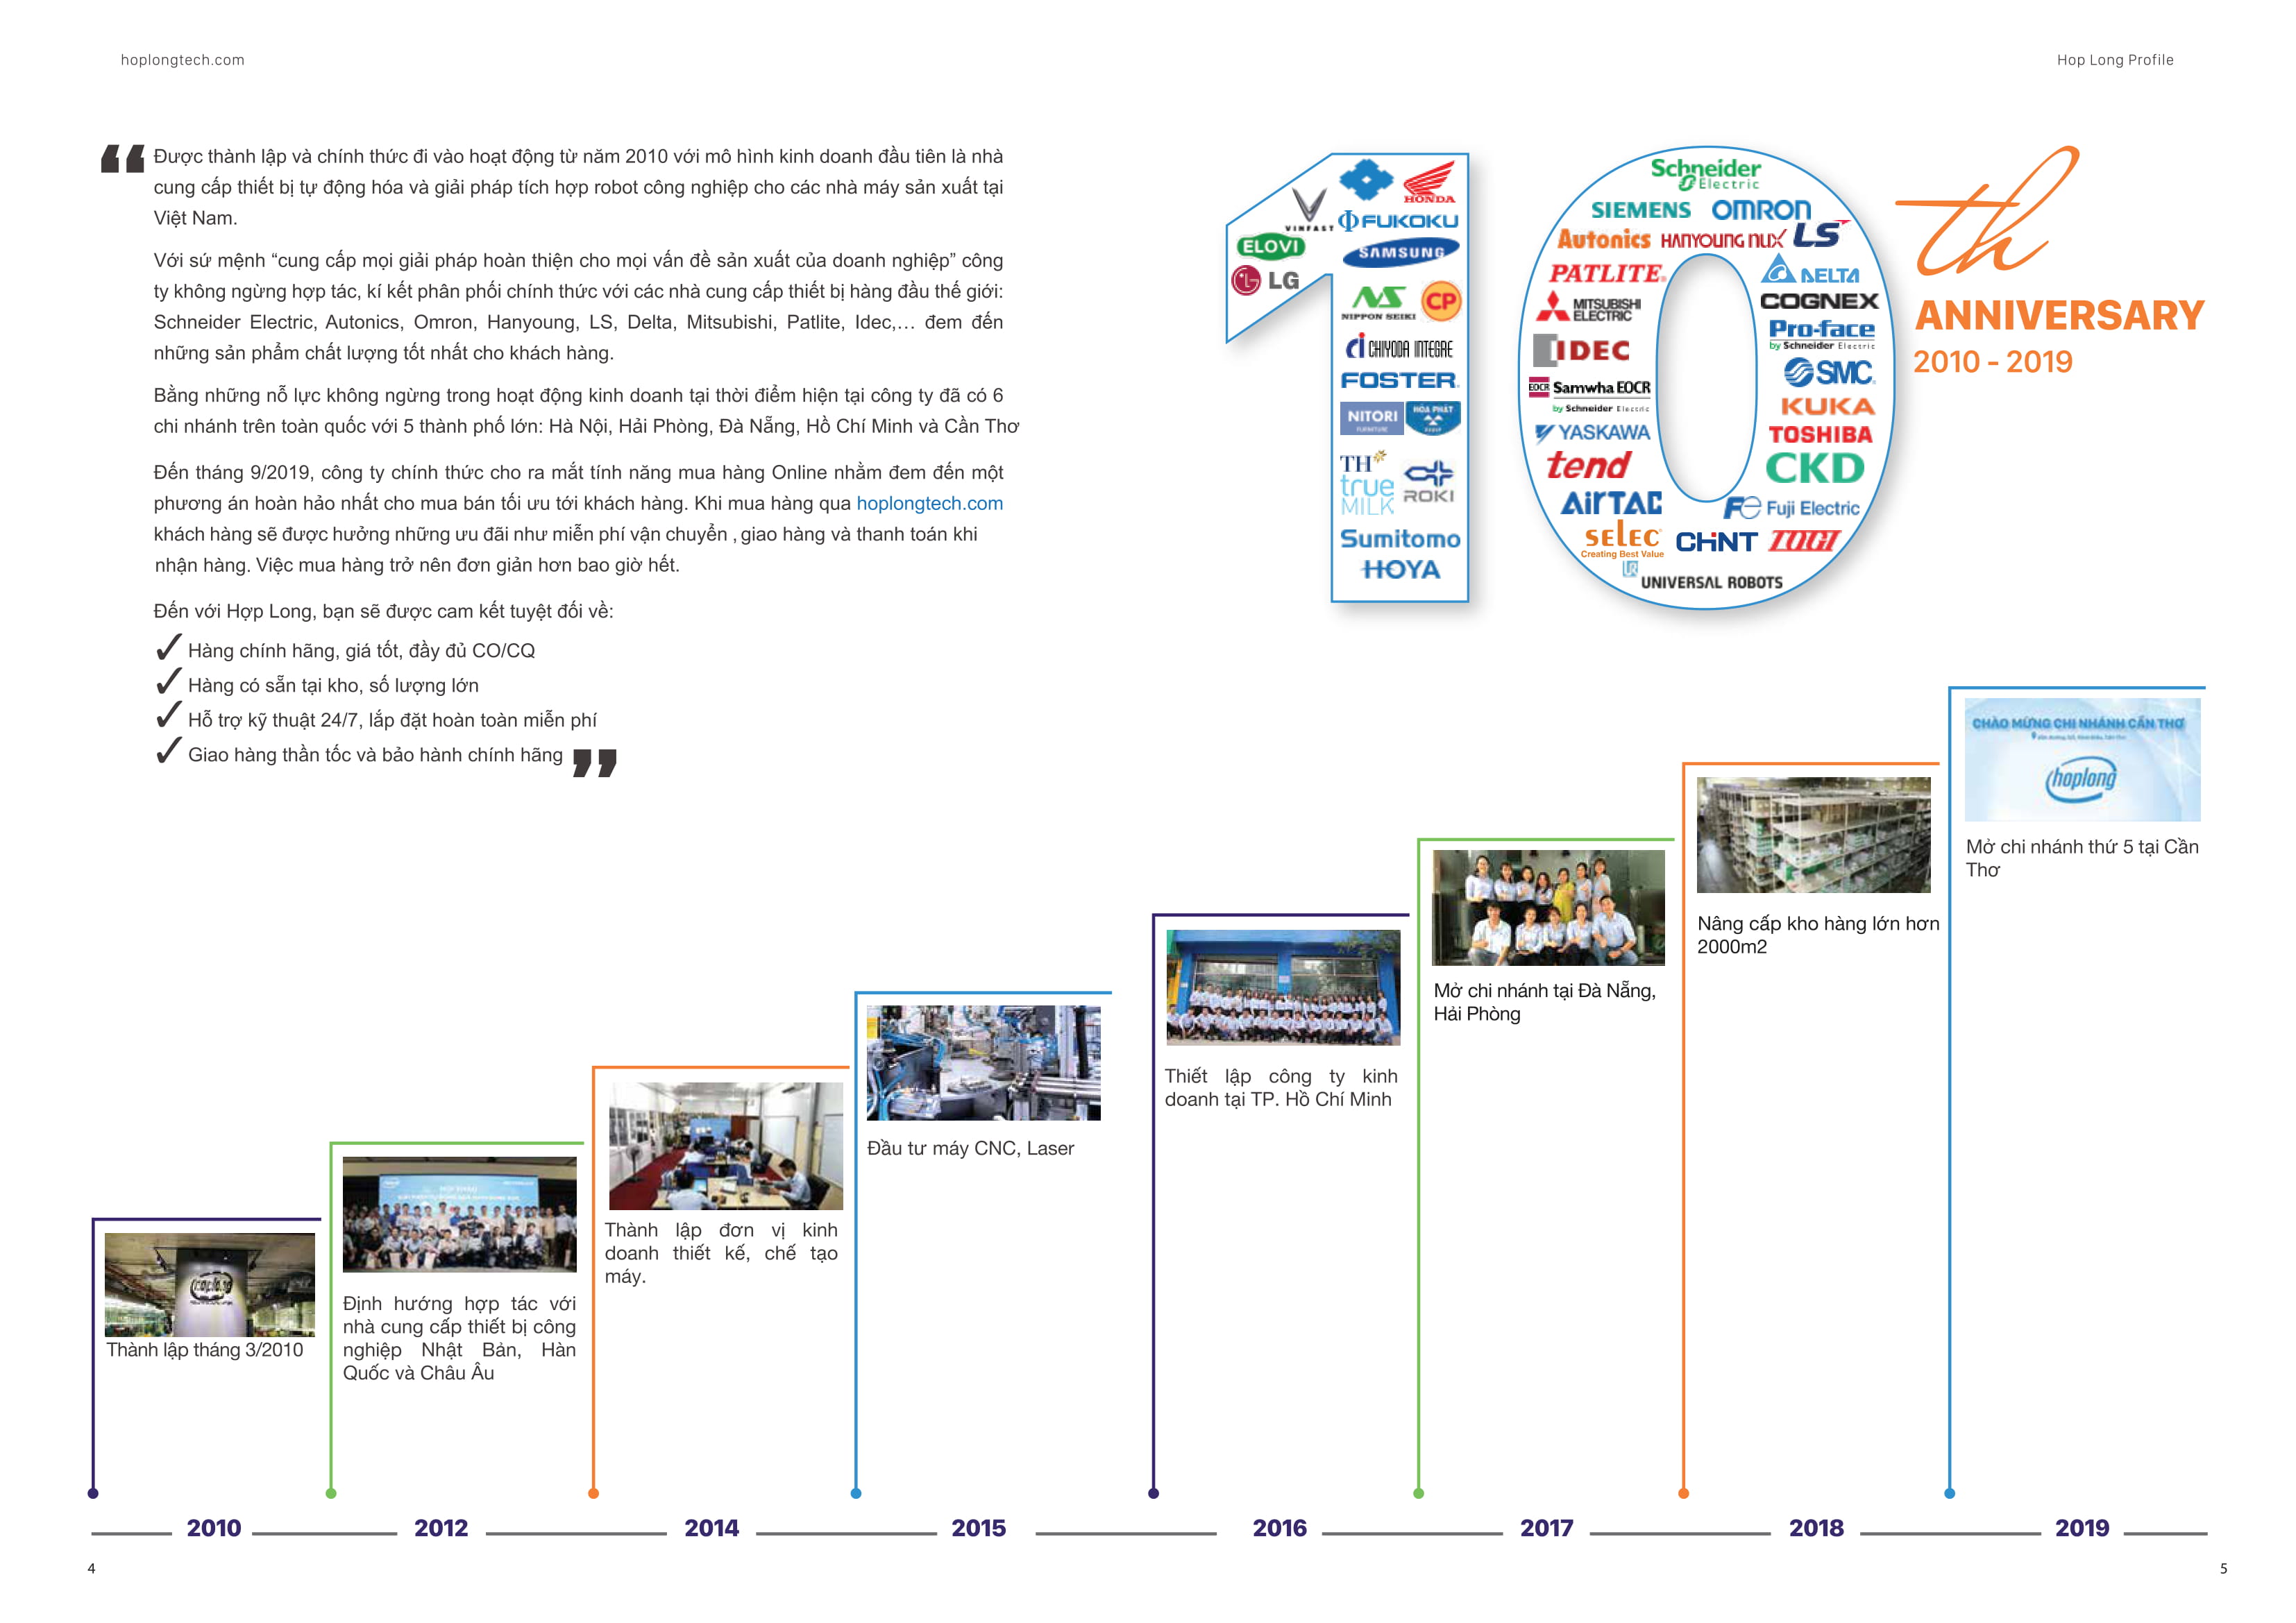 hoplongtech.com
Hop Long Profile
“ Được thành lập và chính thức đi vào hoạt động từ năm 2010 với mô hình kinh doanh đầu tiên là nhà
cung cấp thiết bị tự động hóa và giải pháp tích hợp robot công nghiệp cho các nhà máy sản xuất tại
Việt Nam.
Với sứ mệnh “cung cấp mọi giải pháp hoàn thiện cho mọi vấn đề sản xuất của doanh nghiệp” công
ty không ngừng hợp tác, kí kết phân phối chính thức với các nhà cung cấp thiết bị hàng đầu thế giới:
Schneider Electric, Autonics, Omron, Hanyoung, LS, Delta, Mitsubishi, Patlite, Idec,… đem đến
những sản phẩm chất lượng tốt nhất cho khách hàng.
Bằng những nỗ lực không ngừng trong hoạt động kinh doanh tại thời điểm hiện tại công ty đã có 6
chi nhánh trên toàn quốc với 5 thành phố lớn: Hà Nội, Hải Phòng, Đà Nẵng, Hồ Chí Minh và Cần Thơ
Đến tháng 9/2019, công ty chính thức cho ra mắt tính năng mua hàng Online nhằm đem đến một
phương án hoàn hảo nhất cho mua bán tối ưu tới khách hàng. Khi mua hàng qua hoplongtech.com
khách hàng sẽ được hưởng những ưu đãi như miễn phí vận chuyển , giao hàng và thanh toán khi
nhận hàng. Việc mua hàng trở nên đơn giản hơn bao giờ hết.
Đến với Hợp Long, bạn sẽ được cam kết tuyệt đối về:
✓ Hàng chính hãng, giá tốt, đầy đủ CO/CQ
✓ Hàng có sẵn tại kho, số lượng lớn
✓ Hỗ trợ kỹ thuật 24/7, lắp đặt hoàn toàn miễn phí
✓ Giao hàng thần tốc và bảo hành chính hãng ”
HONDA
VINFAST
FUKOKU
ELOVI
SAMSUNG
LG
NS
NIPPON SEIKI
CP
CHIYODA INTEGRE
FOSTER
NITORI
FURNITURE
HÒA PHÁT
TH
true
MILK
ROKI
Sumitomo
HOYA
Schneider
Electric
SIEMENS OMRON
Autonics HANYOUNG NUX LS
PATLITE
DELTA
MITSUBISHI
ELECTRIC
COGNEX
Pro-face
by Schneider Electric
IDEC
SMC
EOCR Samwha EOCR
by Schneider Electric
KUKA
YASKAWA
TOSHIBA
tend
CKD
AirTAC
Fe Fuji Electric
selec
Creating Best Value
CHINT
TOGI
UR
UNIVERSAL ROBOTS
th
ANNIVERSARY
2010 - 2019
hoplong
Thành lập tháng 3/2010
Định hướng hợp tác với
nhà cung cấp thiết bị công
nghiệp Nhật Bản, Hàn
Quốc và Châu Âu
Thành lập đơn vị kinh
doanh thiết kế, chế tạo
máy.
Đầu tư máy CNC, Laser
Thiết lập công ty kinh
doanh tại TP. Hồ Chí Minh
Mở chi nhánh tại Đà Nẵng,
Hải Phòng
Nâng cấp kho hàng lớn hơn
2000m2
CHÀO MỪNG CHI NHÁNH CẦN THƠ
hoplong
Mở chi nhánh thứ 5 tại Cần
Thơ
2010
2012
2014
2015
2016
2017
2018
2019
4
5